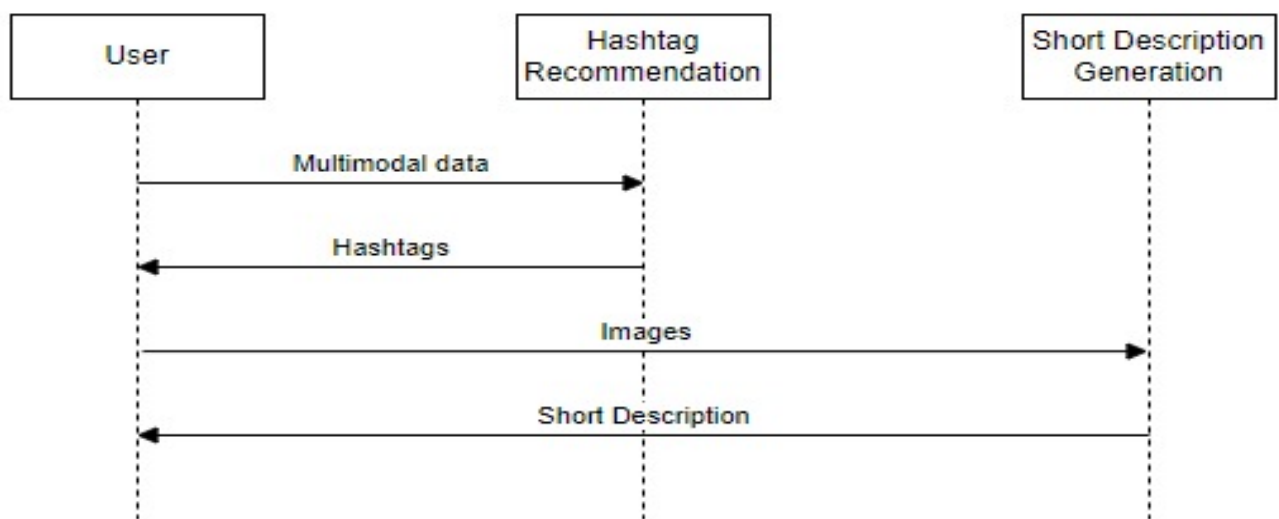 User
Hashtag
Recommendation
Short Description
Generation
Multimodal data
Hashtags
Images
Short Description